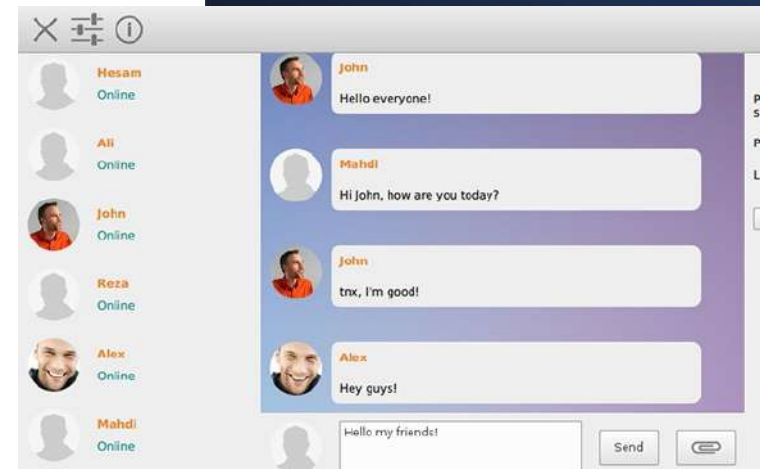 Hesam
Online
Ali
Online
John
Online
Reza
Online
Alex
Online
Mahdi
Online
John
Hello everyone!
Mahdi
Hi John, how are you today?
John
tnx, I'm good!
Alex
Hey guys!
Hello my friends!
Send
P
S
P
L